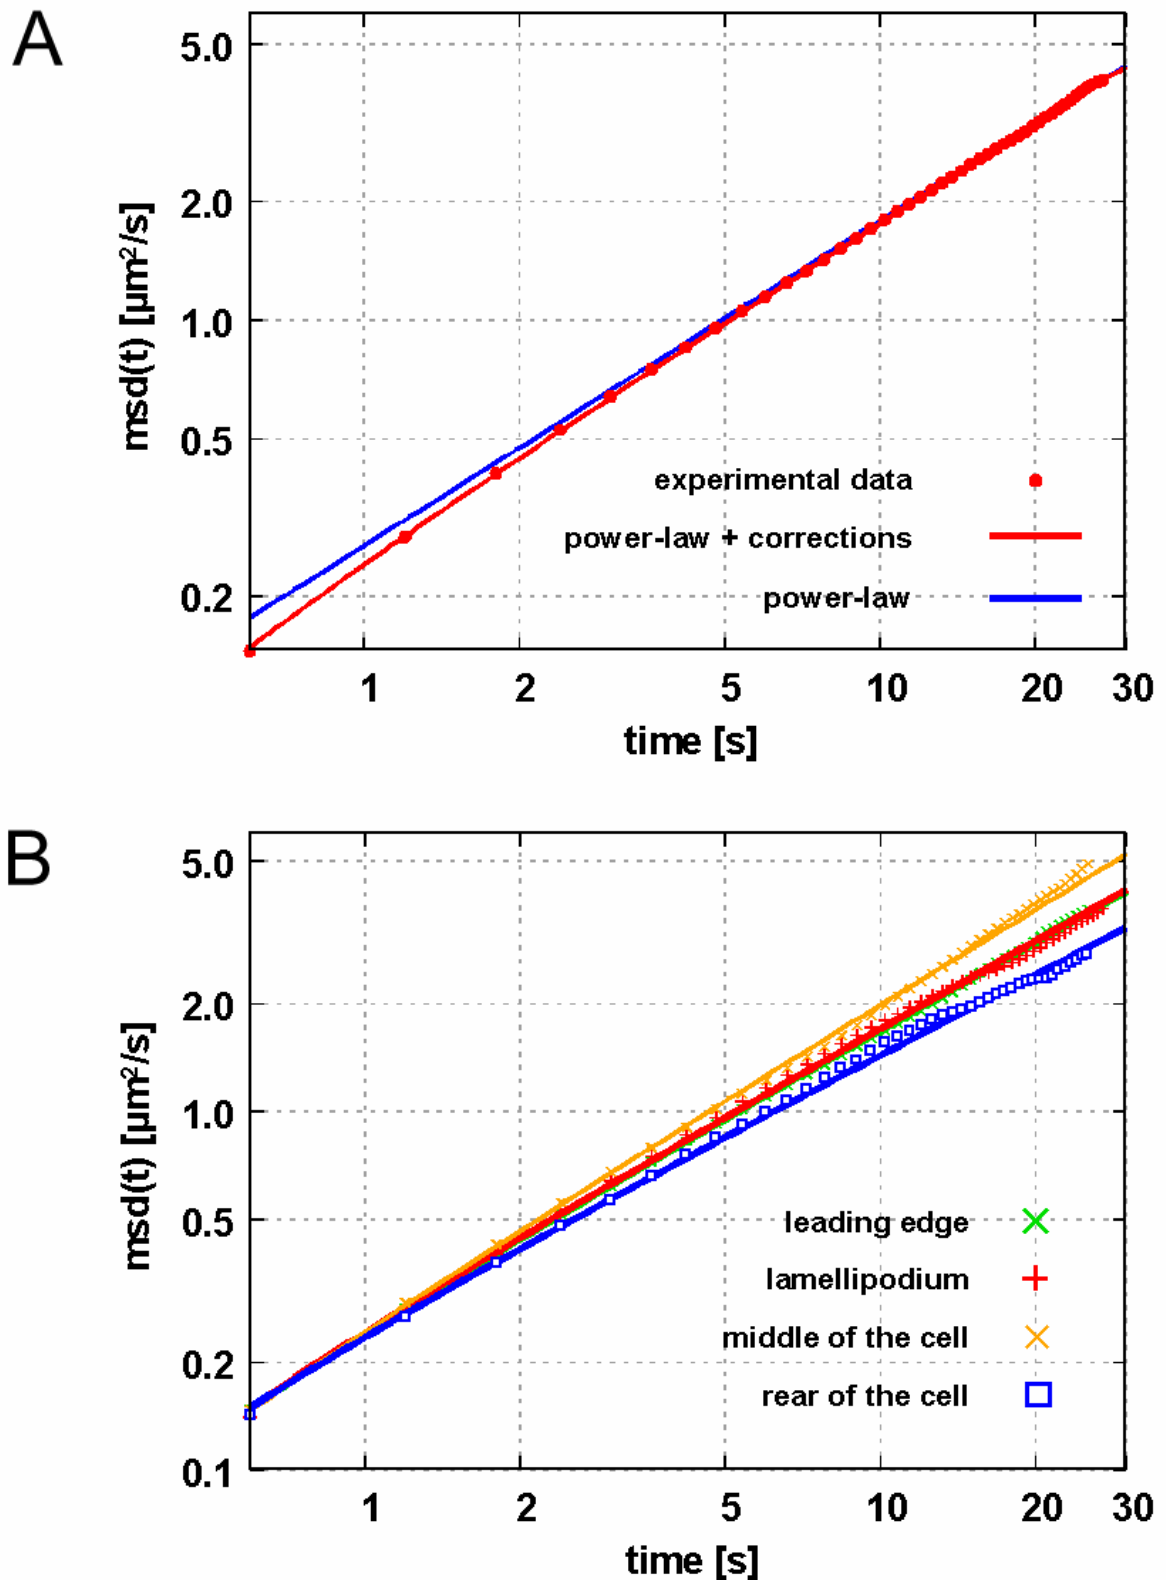 A
5.0
2.0
1.0
0.5
0.2
msd(t) [µm²/s]
experimental data
power-law + corrections
power-law
1 2 5 10 20 30
time [s]
B
5.0
2.0
1.0
0.5
0.2
0.1
msd(t) [µm²/s]
leading edge
lamellipodium
middle of the cell
rear of the cell
1 2 5 10 20 30
time [s]